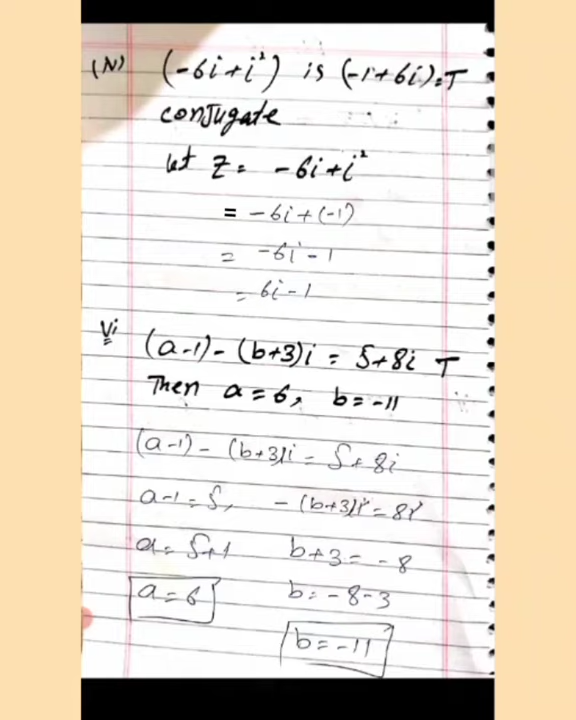 (N) (-6i+i²) is (-1+6i)=T
conjugate
let Z = -6i+i²
= -6i+(-1)
= -6i-1
= 6i-1
Vi (a-1)-(b+3)i = 5+8i T
Then a=6, b=-11
(a-1)-(b+3)i = 5+8i
a-1=5, -(b+3)i=8i
a=5+1 b+3=-8
a=6 b=-8-3
b=-11